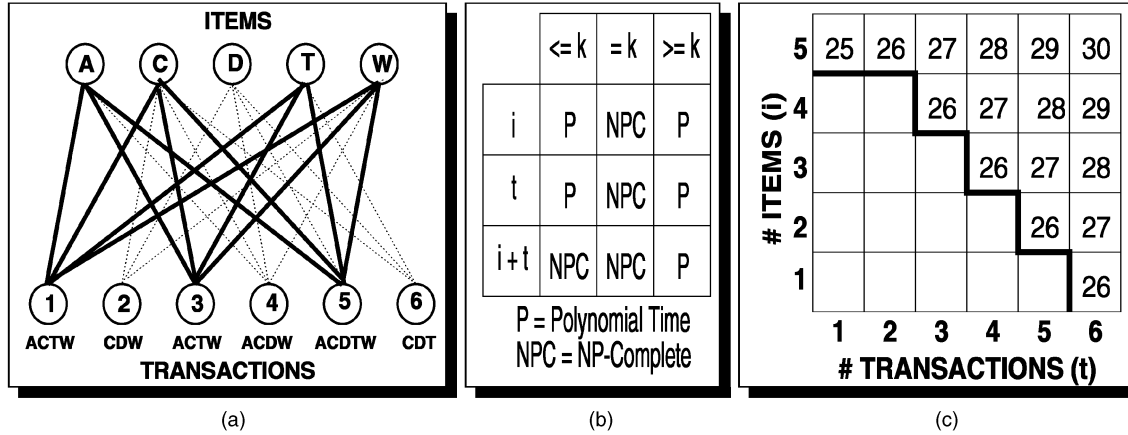 ITEMS
A C D T W
1 2 3 4 5 6
ACTW CDW ACTW ACDW ACDTW CDT
TRANSACTIONS
(a)
<= k = k >= k
i P NPC P
t P NPC P
i + t NPC NPC P
P = Polynomial Time
NPC = NP-Complete
(b)
# ITEMS (i)
5 25 26 27 28 29 30
4 26 27 28 29
3 26 27 28
2 26 27
1 26
1 2 3 4 5 6
# TRANSACTIONS (t)
(c)